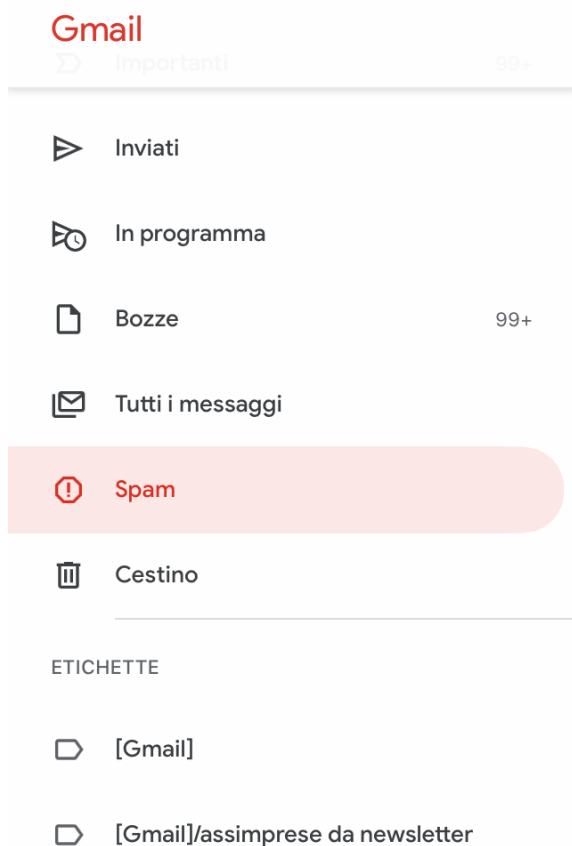 Gmail
Importanti 99+
Inviati
In programma
Bozze 99+
Tutti i messaggi
Spam
Cestino
ETICHETTE
[Gmail]
[Gmail]/assimprese da newsletter